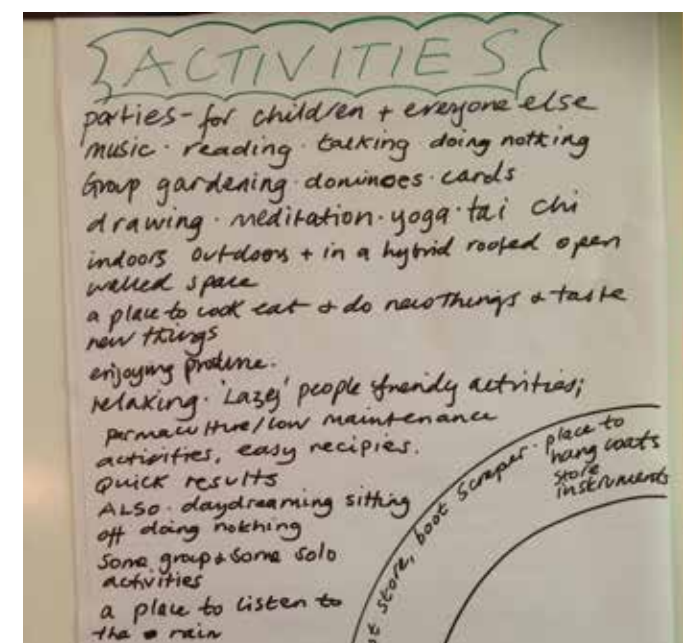 ACTIVITIES
parties - for children + everyone else
music · reading · talking doing nothing
Group gardening · dominoes · cards
drawing · meditation · yoga · tai chi
indoors outdoors + in a hybrid roofed open
walled space
a place to cook eat & do new things & taste
new things
enjoying produce.
relaxing · 'Lazey' people friendly activities;
permaculture/low maintenance
activities, easy recipies.
Quick results
ALSO · daydreaming sitting
off doing nothing
Some group & some solo
activities
a place to listen to
the rain
store, boot scraper · place to
hang coats
store
instruments